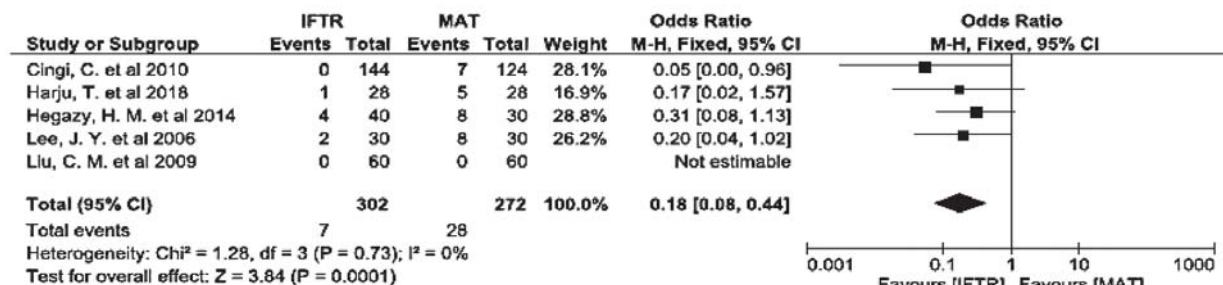 IFTR MAT Odds Ratio Odds Ratio
Study or Subgroup Events Total Events Total Weight M-H, Fixed, 95% CI M-H, Fixed, 95% CI
Cingi, C. et al 2010 0 144 7 124 28.1% 0.05 [0.00, 0.96]
Harju, T. et al 2018 1 28 5 28 16.9% 0.17 [0.02, 1.57]
Hegazy, H. M. et al 2014 4 40 8 30 28.8% 0.31 [0.08, 1.13]
Lee, J. Y. et al 2006 2 30 8 30 26.2% 0.20 [0.04, 1.02]
Liu, C. M. et al 2009 0 60 0 60 Not estimable
Total (95% CI) 302 272 100.0% 0.18 [0.08, 0.44]
Total events 7 28
Heterogeneity: Chi² = 1.28, df = 3 (P = 0.73); I² = 0%
Test for overall effect: Z = 3.84 (P = 0.0001)
0.001 0.1 1 10 1000
Favours [IFTR] Favours [MAT]